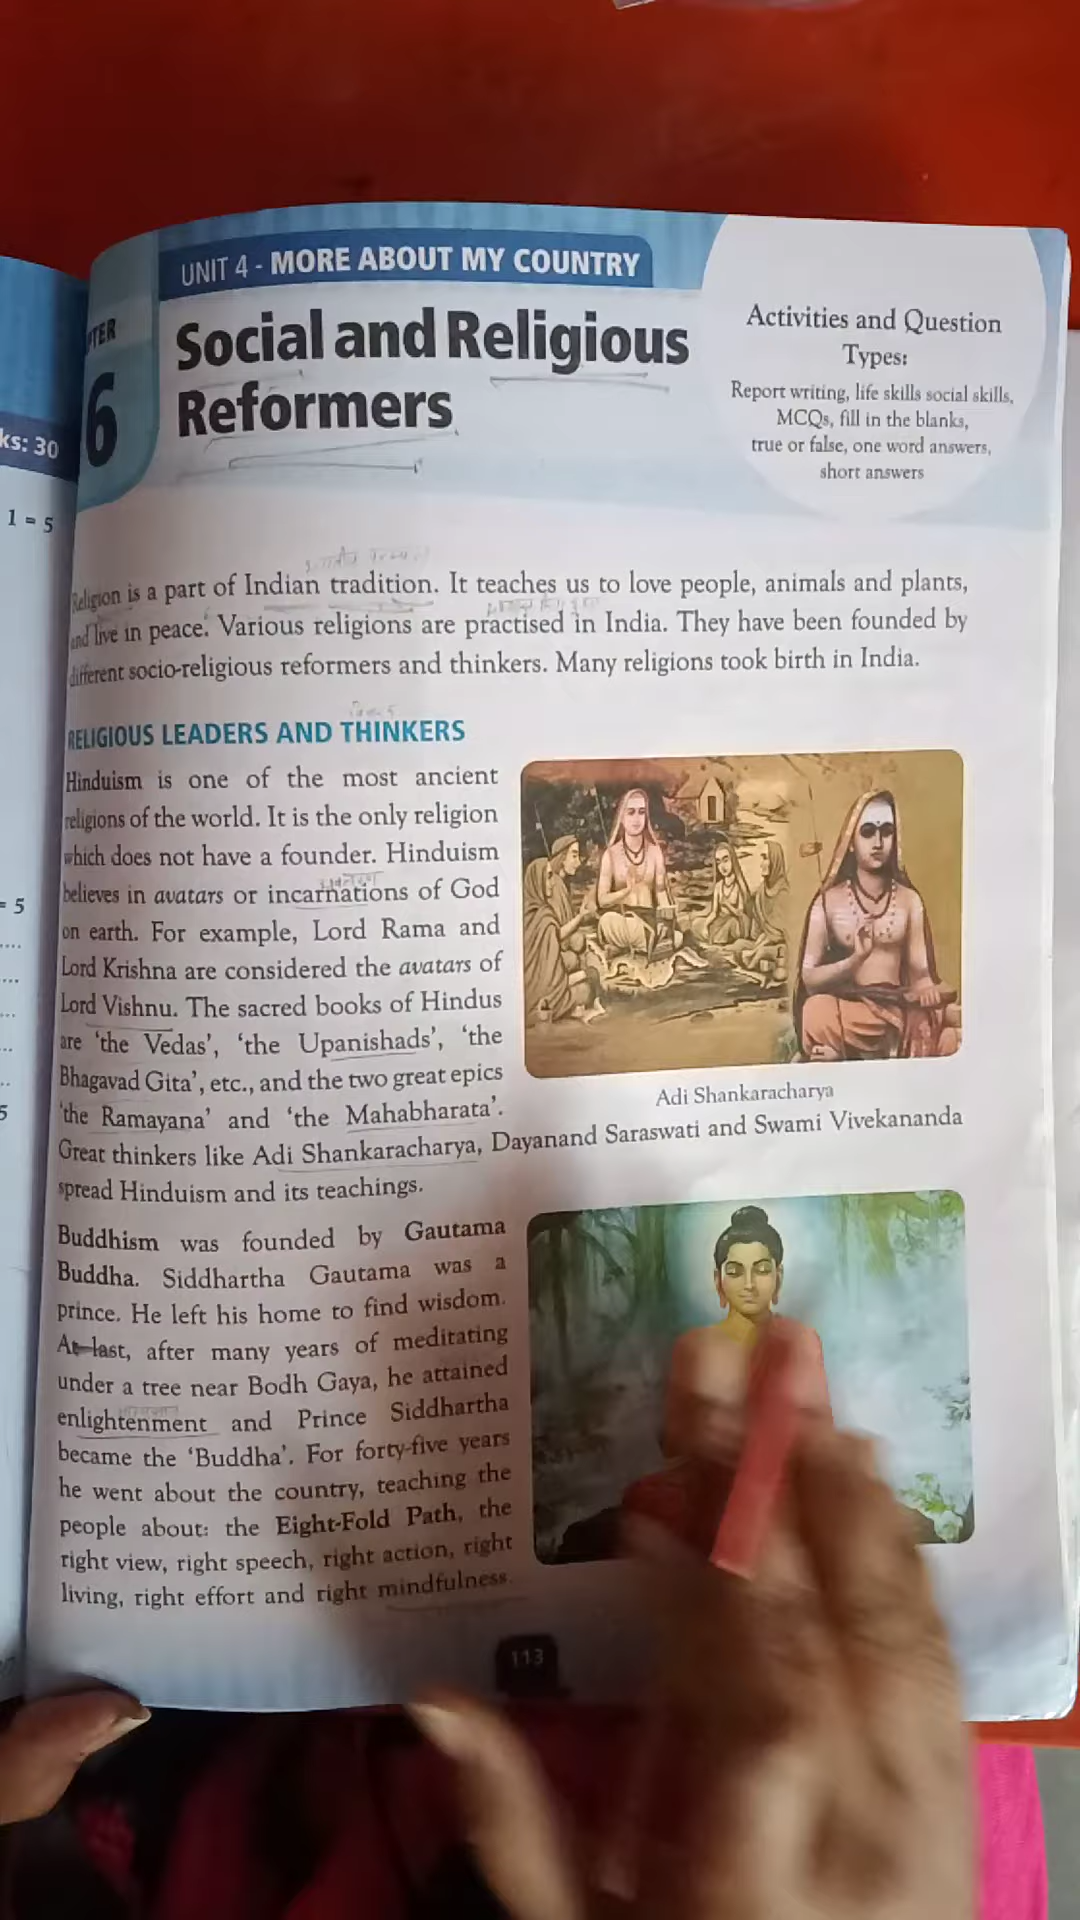 UNIT 4 - MORE ABOUT MY COUNTRY
6
Social and Religious
Reformers
Activities and Question
Types:
Report writing, life skills social skills,
MCQs, fill in the blanks,
true or false, one word answers,
short answers
ks: 30
1 = 5
= 5
5
Religion is a part of Indian tradition. It teaches us to love people, animals and plants,
and live in peace. Various religions are practised in India. They have been founded by
different socio-religious reformers and thinkers. Many religions took birth in India.
RELIGIOUS LEADERS AND THINKERS
Hinduism is one of the most ancient
religions of the world. It is the only religion
which does not have a founder. Hinduism
believes in avatars or incarnations of God
on earth. For example, Lord Rama and
Lord Krishna are considered the avatars of
Lord Vishnu. The sacred books of Hindus
are 'the Vedas', 'the Upanishads', 'the
Bhagavad Gita', etc., and the two great epics
'the Ramayana' and 'the Mahabharata'.
Great thinkers like Adi Shankaracharya, Dayanand Saraswati and Swami Vivekananda
spread Hinduism and its teachings.
Adi Shankaracharya
Buddhism was founded by Gautama
Buddha. Siddhartha Gautama was a
prince. He left his home to find wisdom.
At last, after many years of meditating
under a tree near Bodh Gaya, he attained
enlightenment and Prince Siddhartha
became the 'Buddha'. For forty-five years
he went about the country, teaching the
people about: the Eight-Fold Path, the
right view, right speech, right action, right
living, right effort and right mindfulness.
113